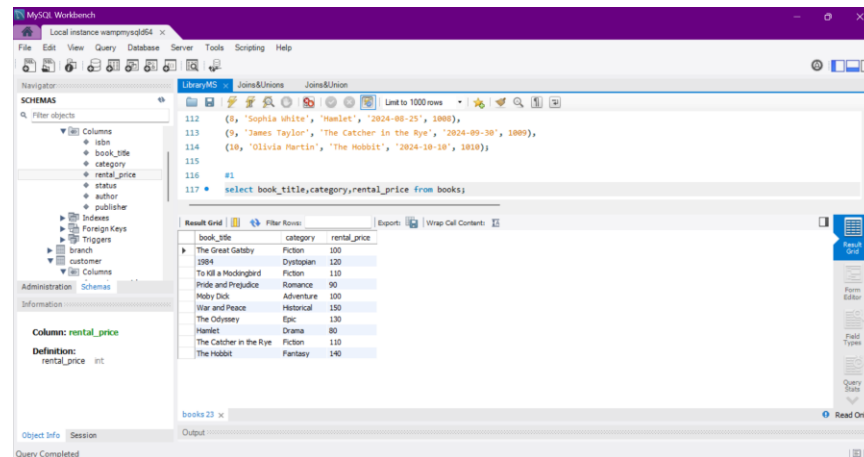 MySQL Workbench
Local instance wampmysqld64 ×
File Edit View Query Database Server Tools Scripting Help
Navigator
SCHEMAS
Filter objects
Columns
isbn
book_title
category
rental_price
status
author
publisher
Indexes
Foreign Keys
Triggers
branch
customer
Columns
Administration Schemas
Information
Column: rental_price
Definition:
rental_price int
Object Info Session
Query Completed
LibraryMS × Joins&Unions Joins&Union
Limit to 1000 rows
112 (8, 'Sophia White', 'Hamlet', '2024-08-25', 1008),
113 (9, 'James Taylor', 'The Catcher in the Rye', '2024-09-30', 1009),
114 (10, 'Olivia Martin', 'The Hobbit', '2024-10-10', 1010);
115
116 #1
117 select book_title,category,rental_price from books;
Result Grid Filter Rows: Export: Wrap Cell Content:
book_title category rental_price
The Great Gatsby Fiction 100
1984 Dystopian 120
To Kill a Mockingbird Fiction 110
Pride and Prejudice Romance 90
Moby Dick Adventure 100
War and Peace Historical 150
The Odyssey Epic 130
Hamlet Drama 80
The Catcher in the Rye Fiction 110
The Hobbit Fantasy 140
Result
Grid
Form
Editor
Field
Types
Query
Stats
books 23 ×
Read On
Output